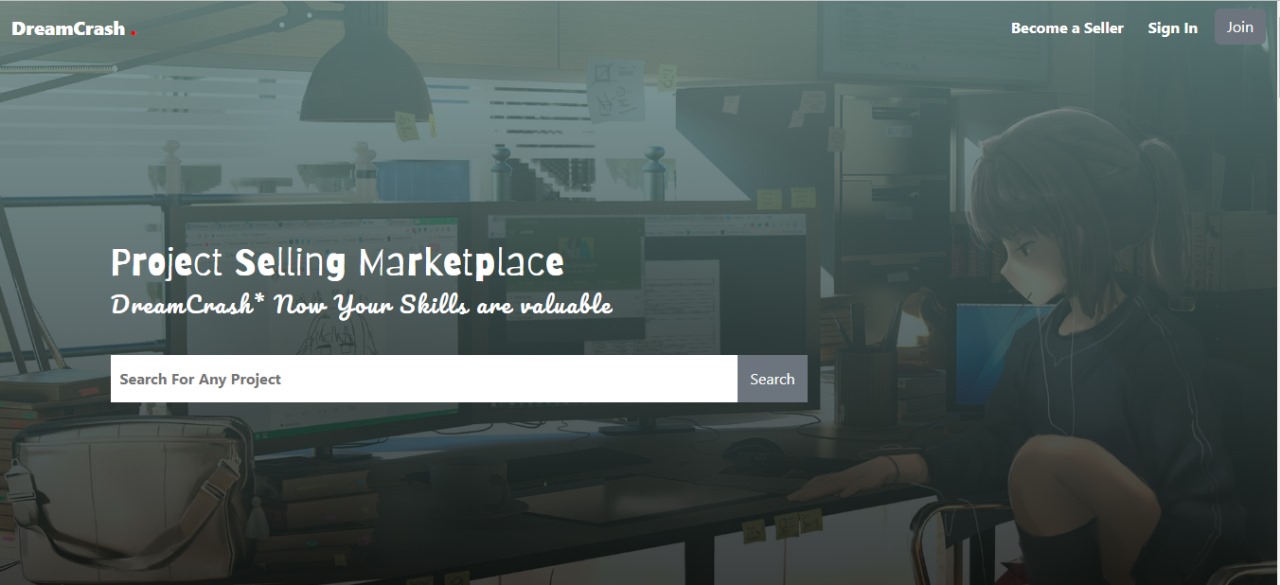 DreamCrash .
Become a Seller
Sign In
Join
Project Selling Marketplace
DreamCrash* Now Your Skills are valuable
Search For Any Project
Search